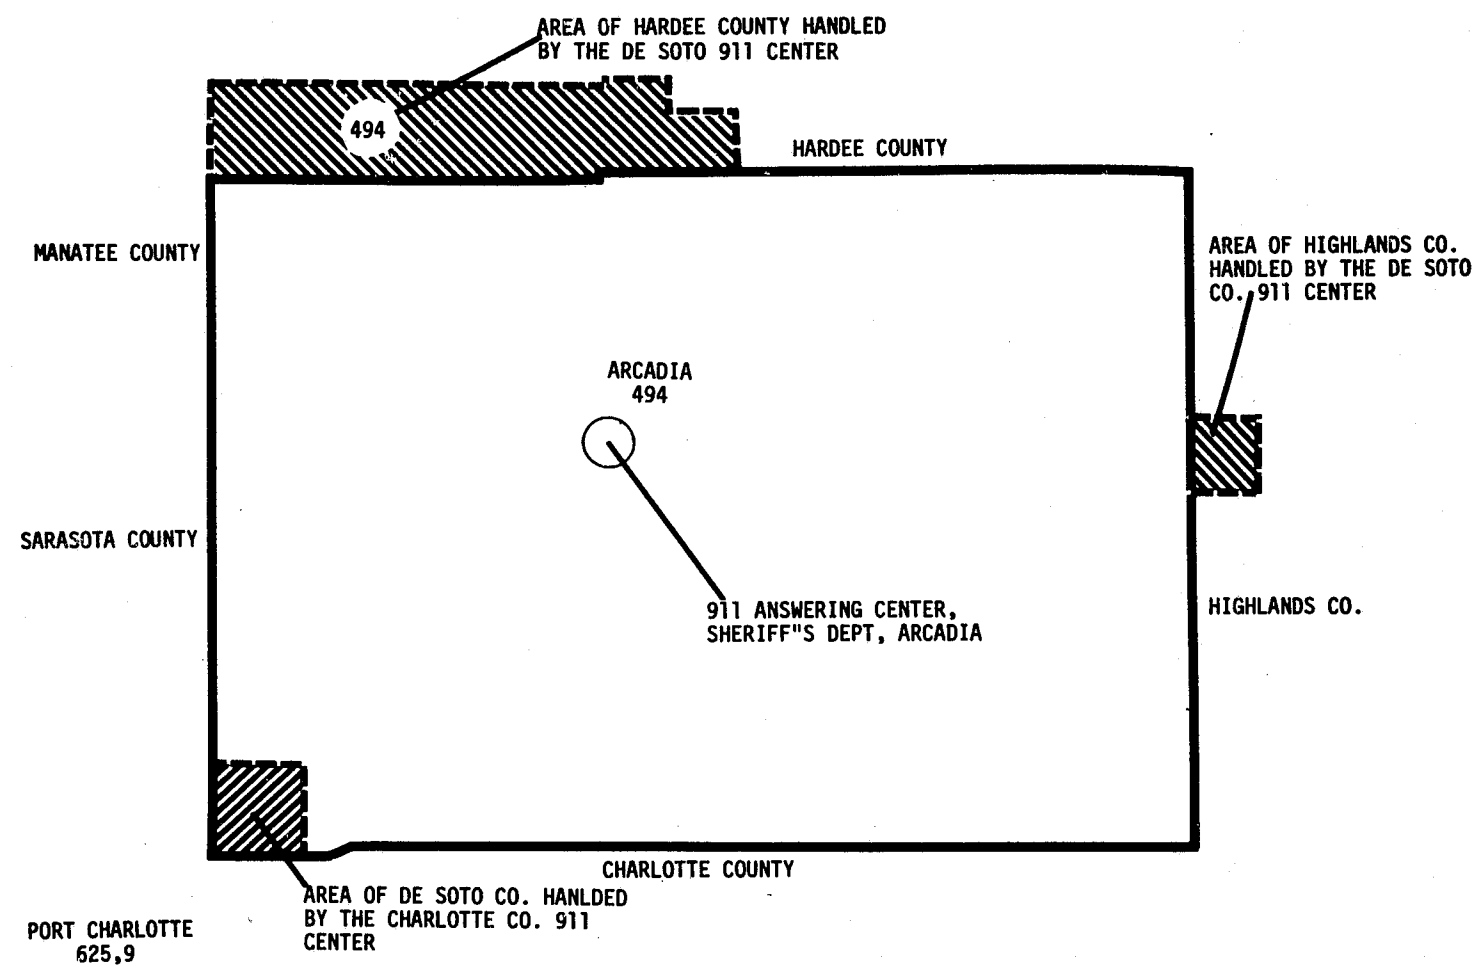 AREA OF HARDEE COUNTY HANDLED
BY THE DE SOTO 911 CENTER
494
HARDEE COUNTY
MANATEE COUNTY
AREA OF HIGHLANDS CO.
HANDLED BY THE DE SOTO
CO. 911 CENTER
ARCADIA
494
SARASOTA COUNTY
911 ANSWERING CENTER,
SHERIFF"S DEPT, ARCADIA
HIGHLANDS CO.
CHARLOTTE COUNTY
AREA OF DE SOTO CO. HANLDED
BY THE CHARLOTTE CO. 911
CENTER
PORT CHARLOTTE
625,9